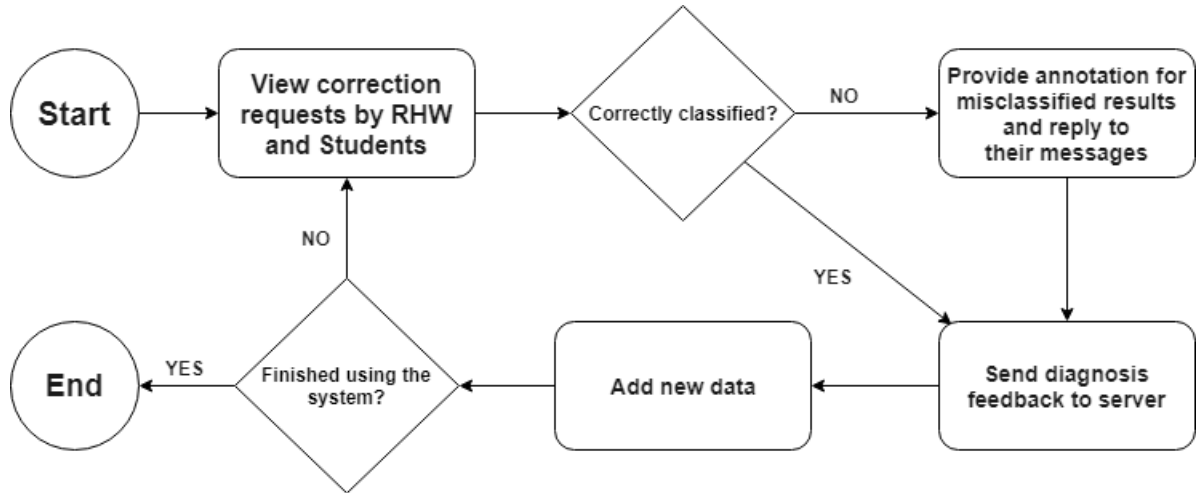 Start
View correction
requests by RHW
and Students
Correctly classified?
NO
Provide annotation for
misclassified results
and reply to
their messages
YES
Send diagnosis
feedback to server
Add new data
Finished using the
system?
NO
YES
End